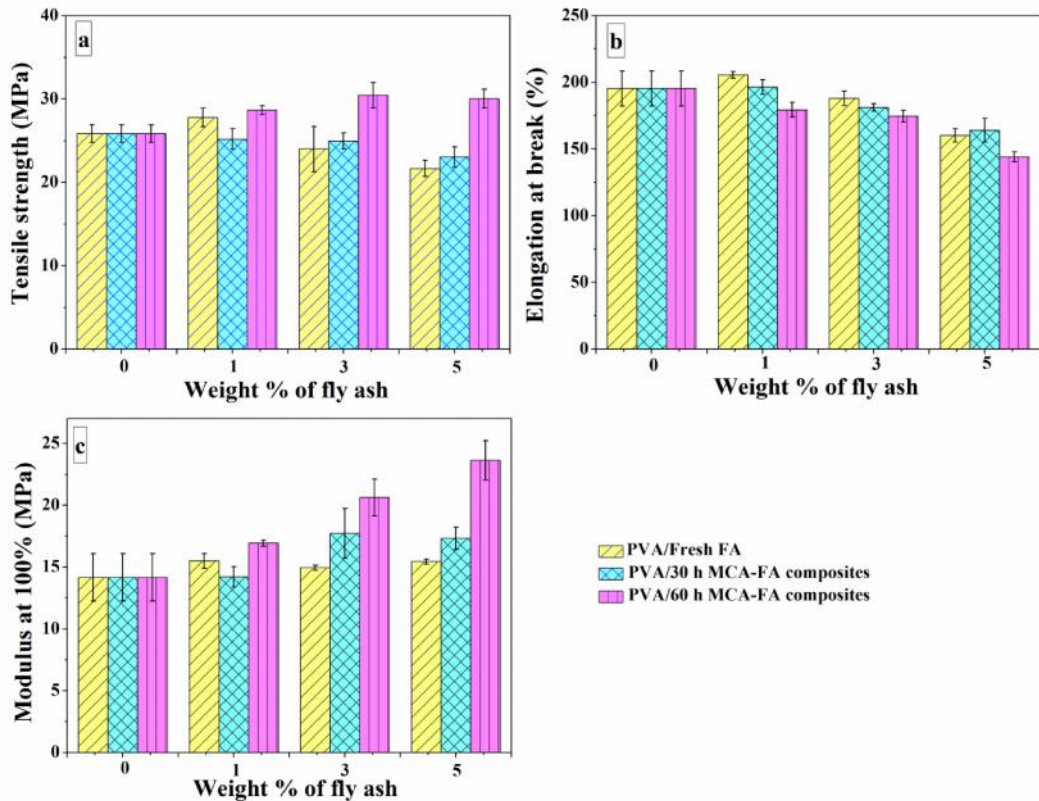 a
Tensile strength (MPa)
40
30
20
10
0
0 1 3 5
Weight % of fly ash
b
Elongation at break (%)
250
200
150
100
50
0
0 1 3 5
Weight % of fly ash
c
Modulus at 100% (MPa)
25
20
15
10
5
0
0 1 3 5
Weight % of fly ash
PVA/Fresh FA
PVA/30 h MCA-FA composites
PVA/60 h MCA-FA composites